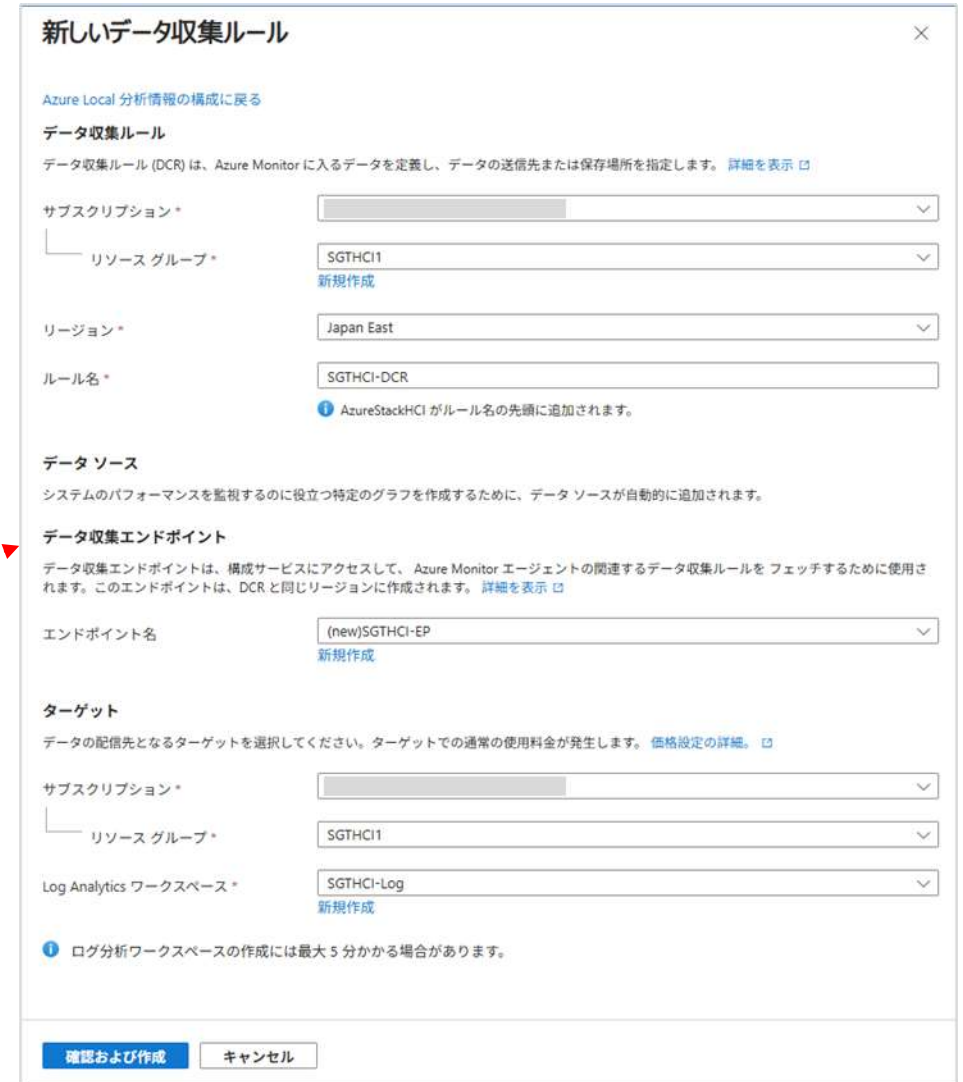 新しいデータ収集ルール
Azure Local 分析情報の構成に戻る
データ収集ルール
データ収集ルール (DCR) は、Azure Monitor に入るデータを定義し、データの送信先または保存場所を指定します。 詳細を表示
サブスクリプション *
リソース グループ * SGTHCI1
新規作成
リージョン * Japan East
ルール名 * SGTHCI-DCR
AzureStackHCI がルール名の先頭に追加されます。
データ ソース
システムのパフォーマンスを監視するのに役立つ特定のグラフを作成するために、データ ソースが自動的に追加されます。
データ収集エンドポイント
データ収集エンドポイントは、構成サービスにアクセスして、 Azure Monitor エージェントの関連するデータ収集ルールを フェッチするために使用さ
れます。このエンドポイントは、DCR と同じリージョンに作成されます。 詳細を表示
エンドポイント名 (new)SGTHCI-EP
新規作成
ターゲット
データの配信先となるターゲットを選択してください。ターゲットでの通常の使用料金が発生します。 価格設定の詳細。
サブスクリプション *
リソース グループ * SGTHCI1
Log Analytics ワークスペース * SGTHCI-Log
新規作成
ログ分析ワークスペースの作成には最大 5 分かかる場合があります。
確認および作成 キャンセル